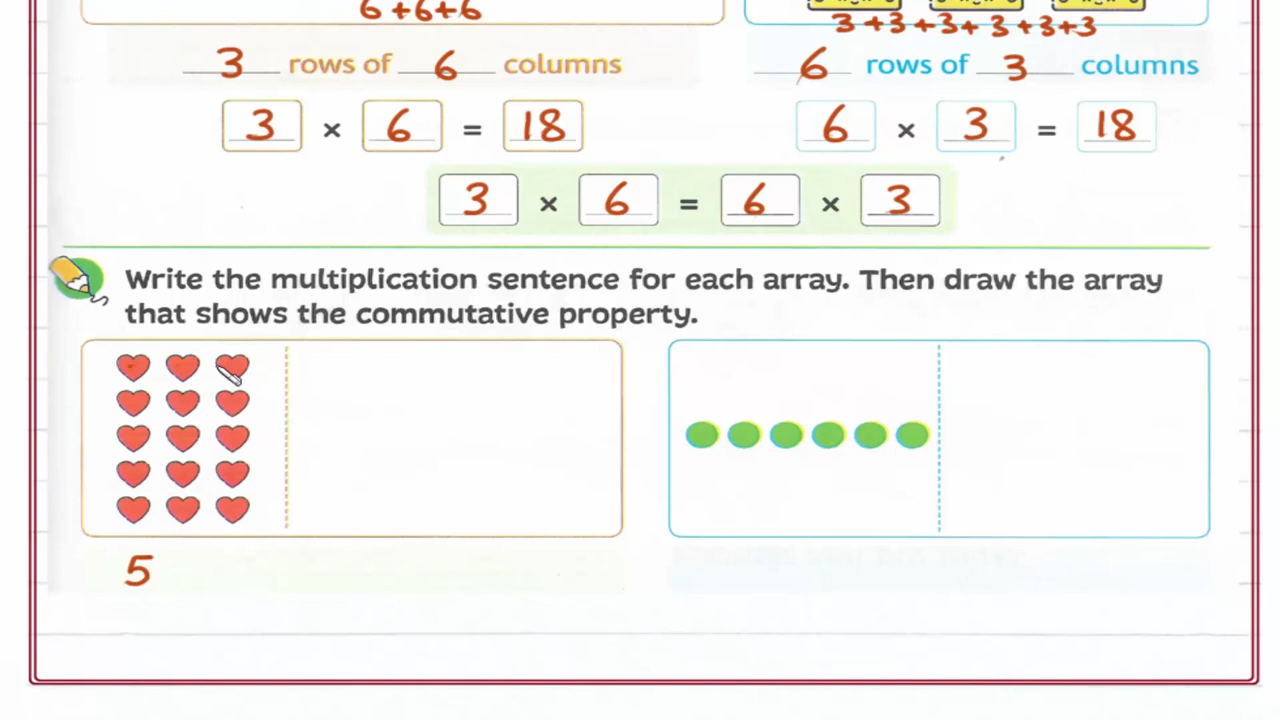 6+6+6
3+3+3+3+3+3
3 rows of 6 columns
6 rows of 3 columns
3 × 6 = 18
6 × 3 = 18
3 × 6 = 6 × 3
Write the multiplication sentence for each array. Then draw the array
that shows the commutative property.
5